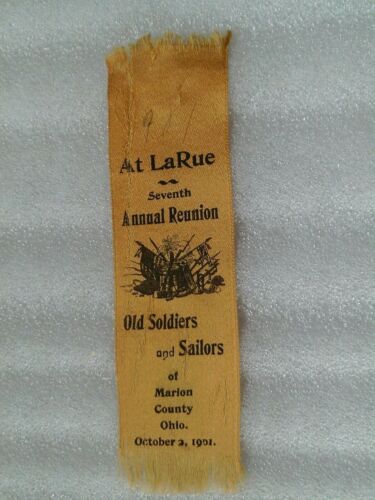 At LaRue
Seventh
Annual Reunion
Old Soldiers
and Sailors
of
Marion
County
Ohio.
October 2, 1901.